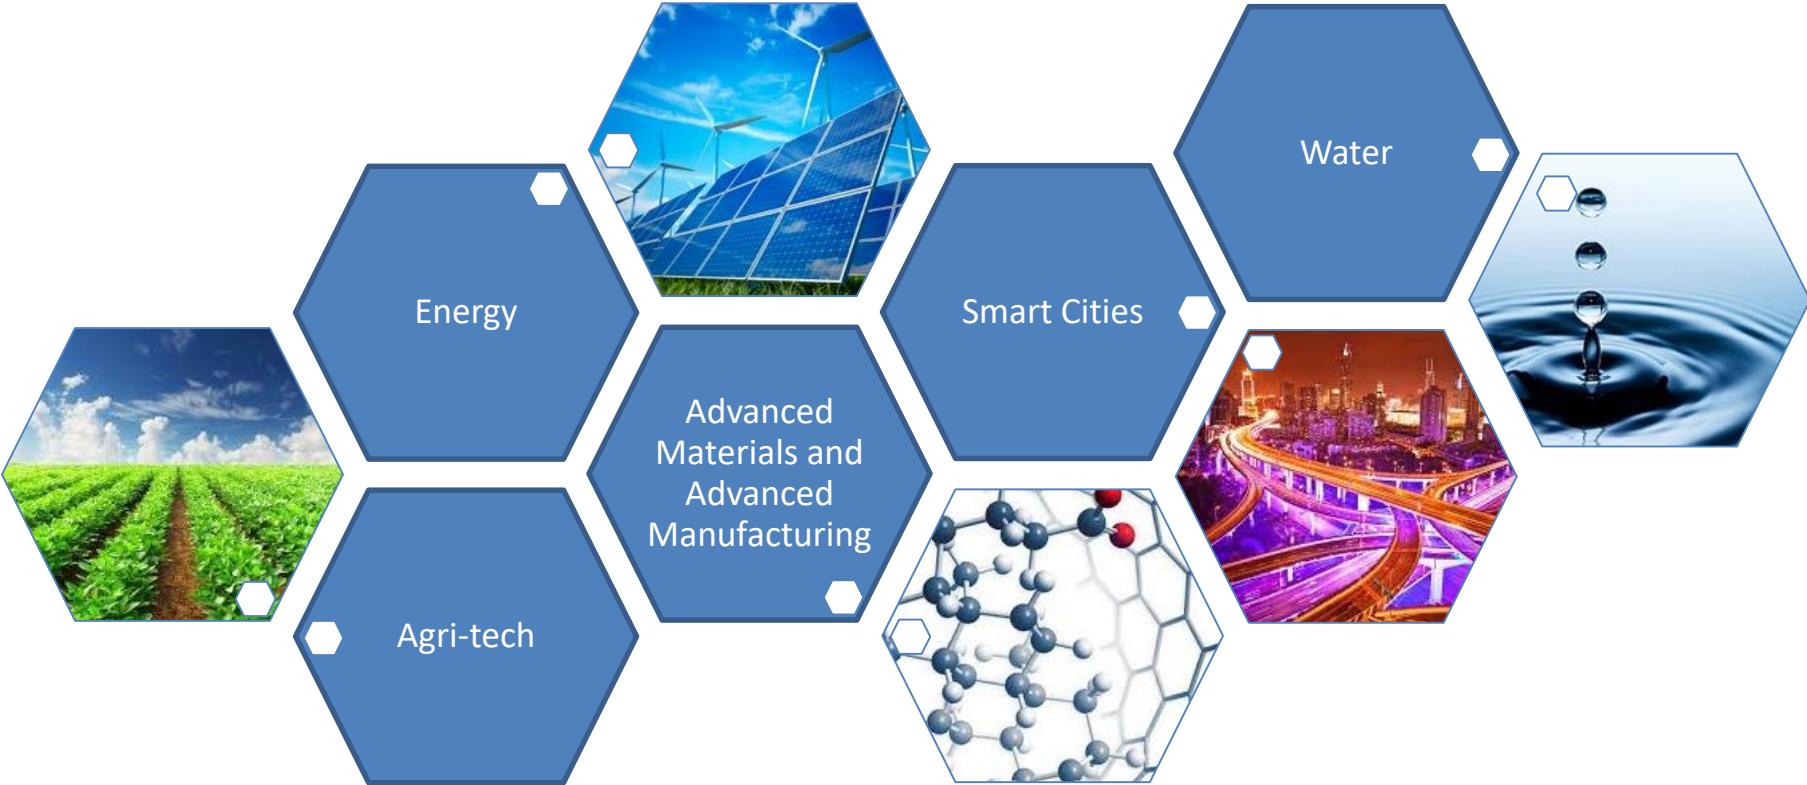 Water
Energy
Smart Cities
Advanced
Materials and
Advanced
Manufacturing
Agri-tech